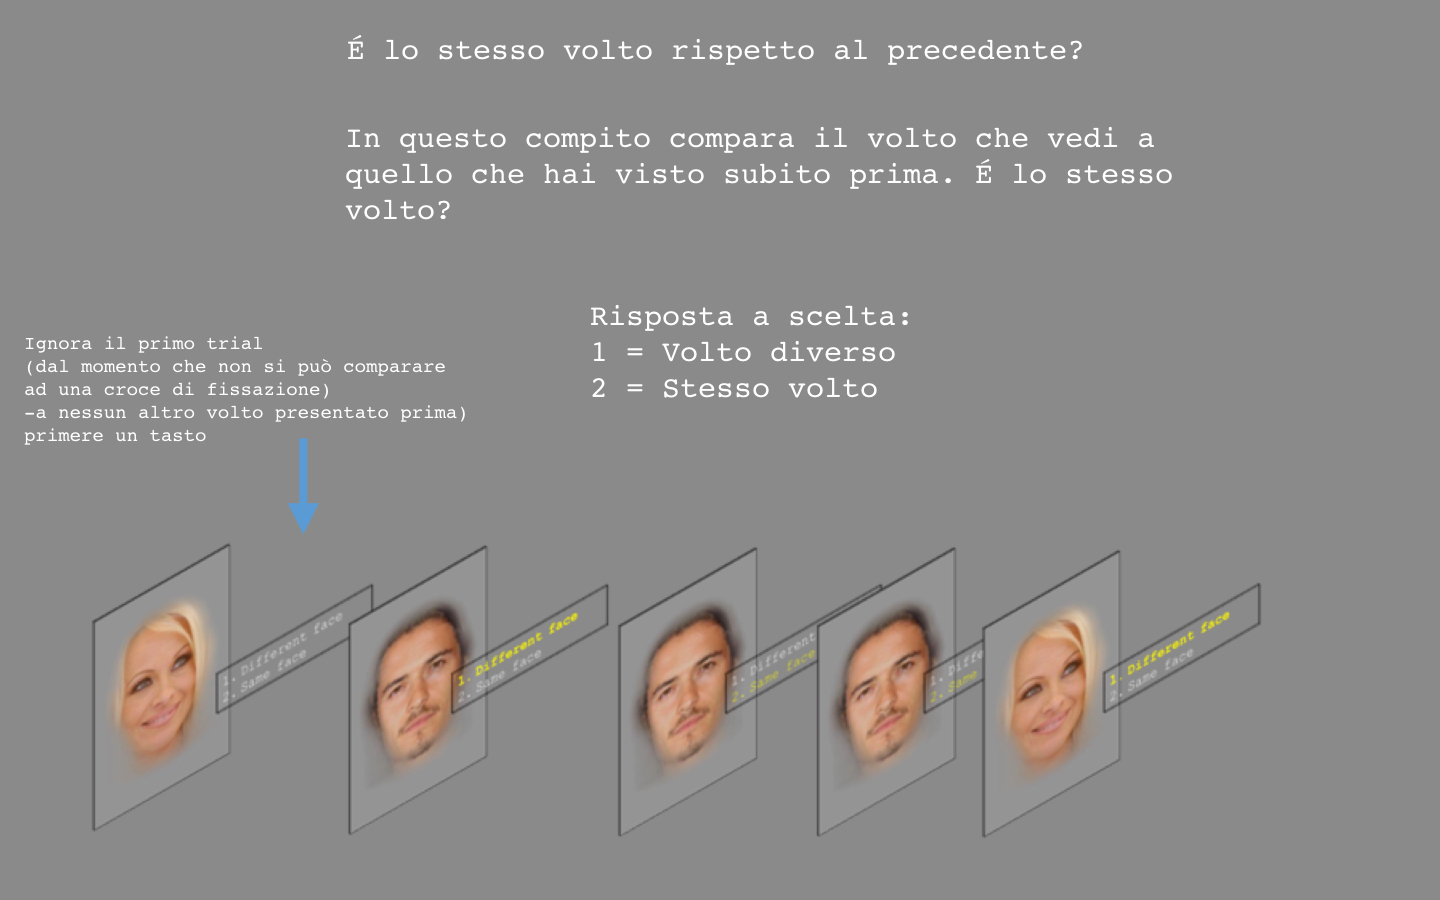 É lo stesso volto rispetto al precedente?
In questo compito compara il volto che vedi a
quello che hai visto subito prima. É lo stesso
volto?
Risposta a scelta:
1 = Volto diverso
2 = Stesso volto
Ignora il primo trial
(dal momento che non si può comparare
ad una croce di fissazione)
-a nessun altro volto presentato prima)
primere un tasto
1. Different face
2. Same face
1. Different face
2. Same face
1. Different
2. Same face
1. Diffe
2. Same
1. Different face
2. Same face